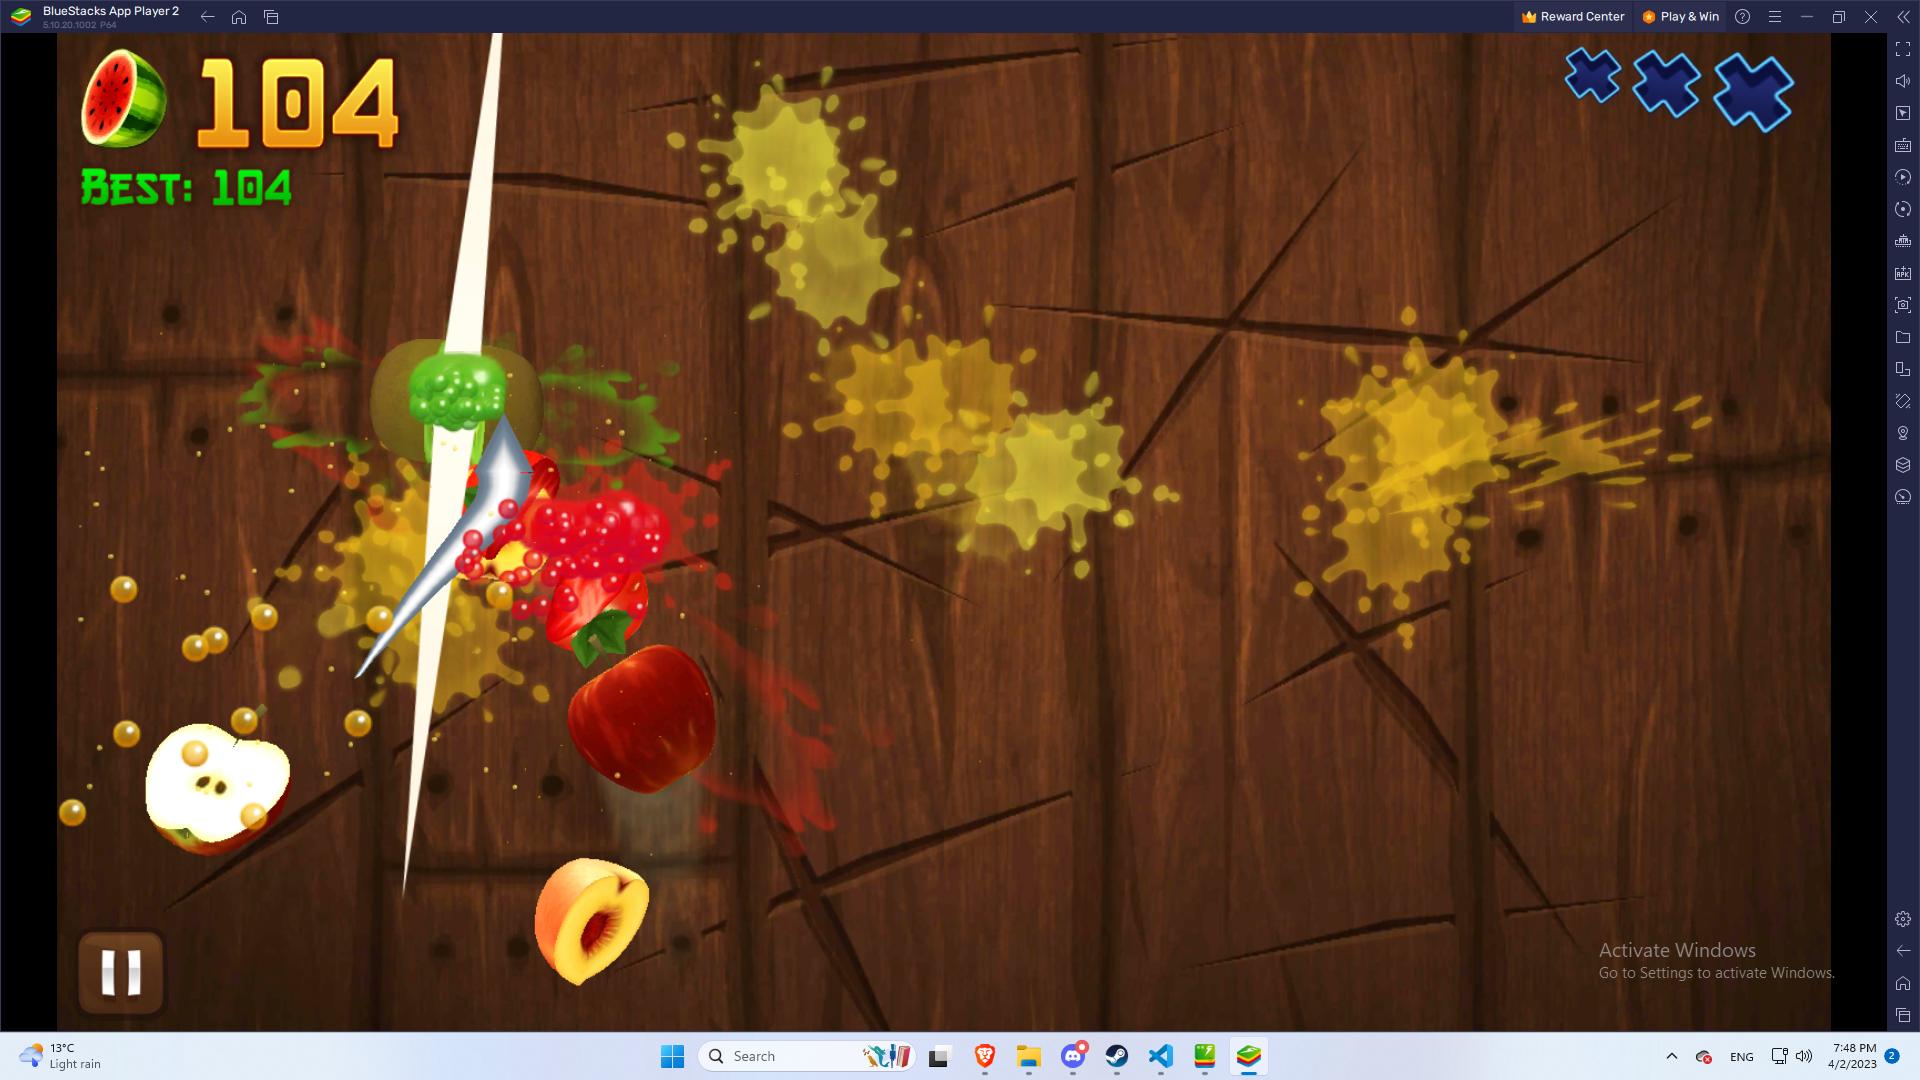 BlueStacks App Player 2
5.10.20.1002 P64
Reward Center
Play & Win
104
BEST: 104
Activate Windows
Go to Settings to activate Windows.
13°C
Light rain
Search
ENG
7:48 PM
4/2/2023
2